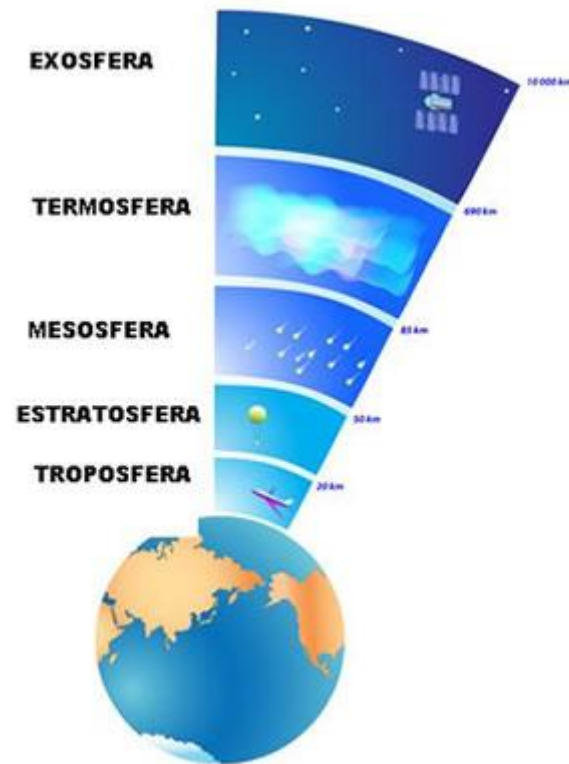 EXOSFERA
10 000 km
TERMOSFERA
690 km
MESOSFERA
85 km
ESTRATOSFERA
50 km
TROPOSFERA
20 km